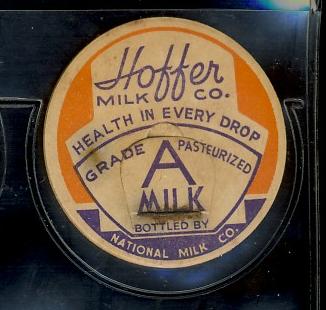 Hoffer
MILK CO.
HEALTH IN EVERY DROP
GRADE A PASTEURIZED
MILK
BOTTLED BY
NATIONAL MILK CO.